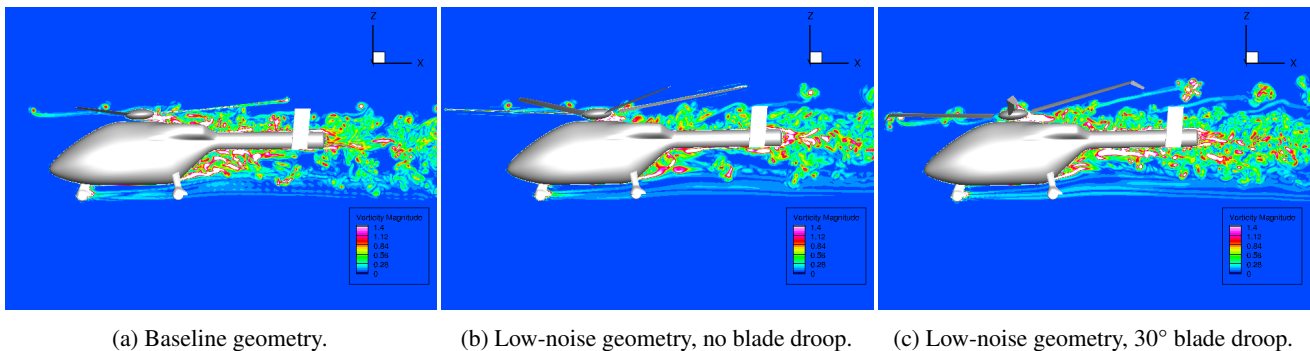 Z
X
Vorticity Magnitude
1.4
1.12
0.84
0.56
0.28
0
(a) Baseline geometry.
Z
X
Vorticity Magnitude
1.4
1.12
0.84
0.56
0.28
0
(b) Low-noise geometry, no blade droop.
Z
X
Vorticity Magnitude
1.4
1.12
0.84
0.56
0.28
0
(c) Low-noise geometry, 30° blade droop.